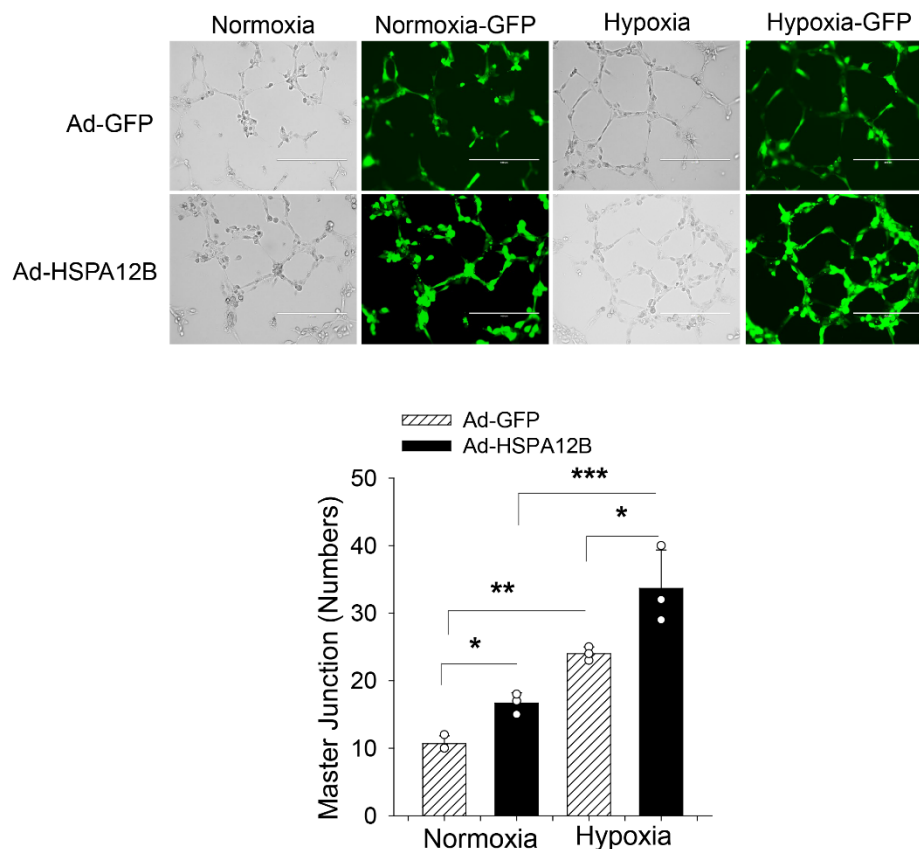 Normoxia Normoxia-GFP Hypoxia Hypoxia-GFP
Ad-GFP
Ad-HSPA12B
Ad-GFP
Ad-HSPA12B
Master Junction (Numbers)
50
40
30
20
10
0
***
*
**
*
Normoxia Hypoxia